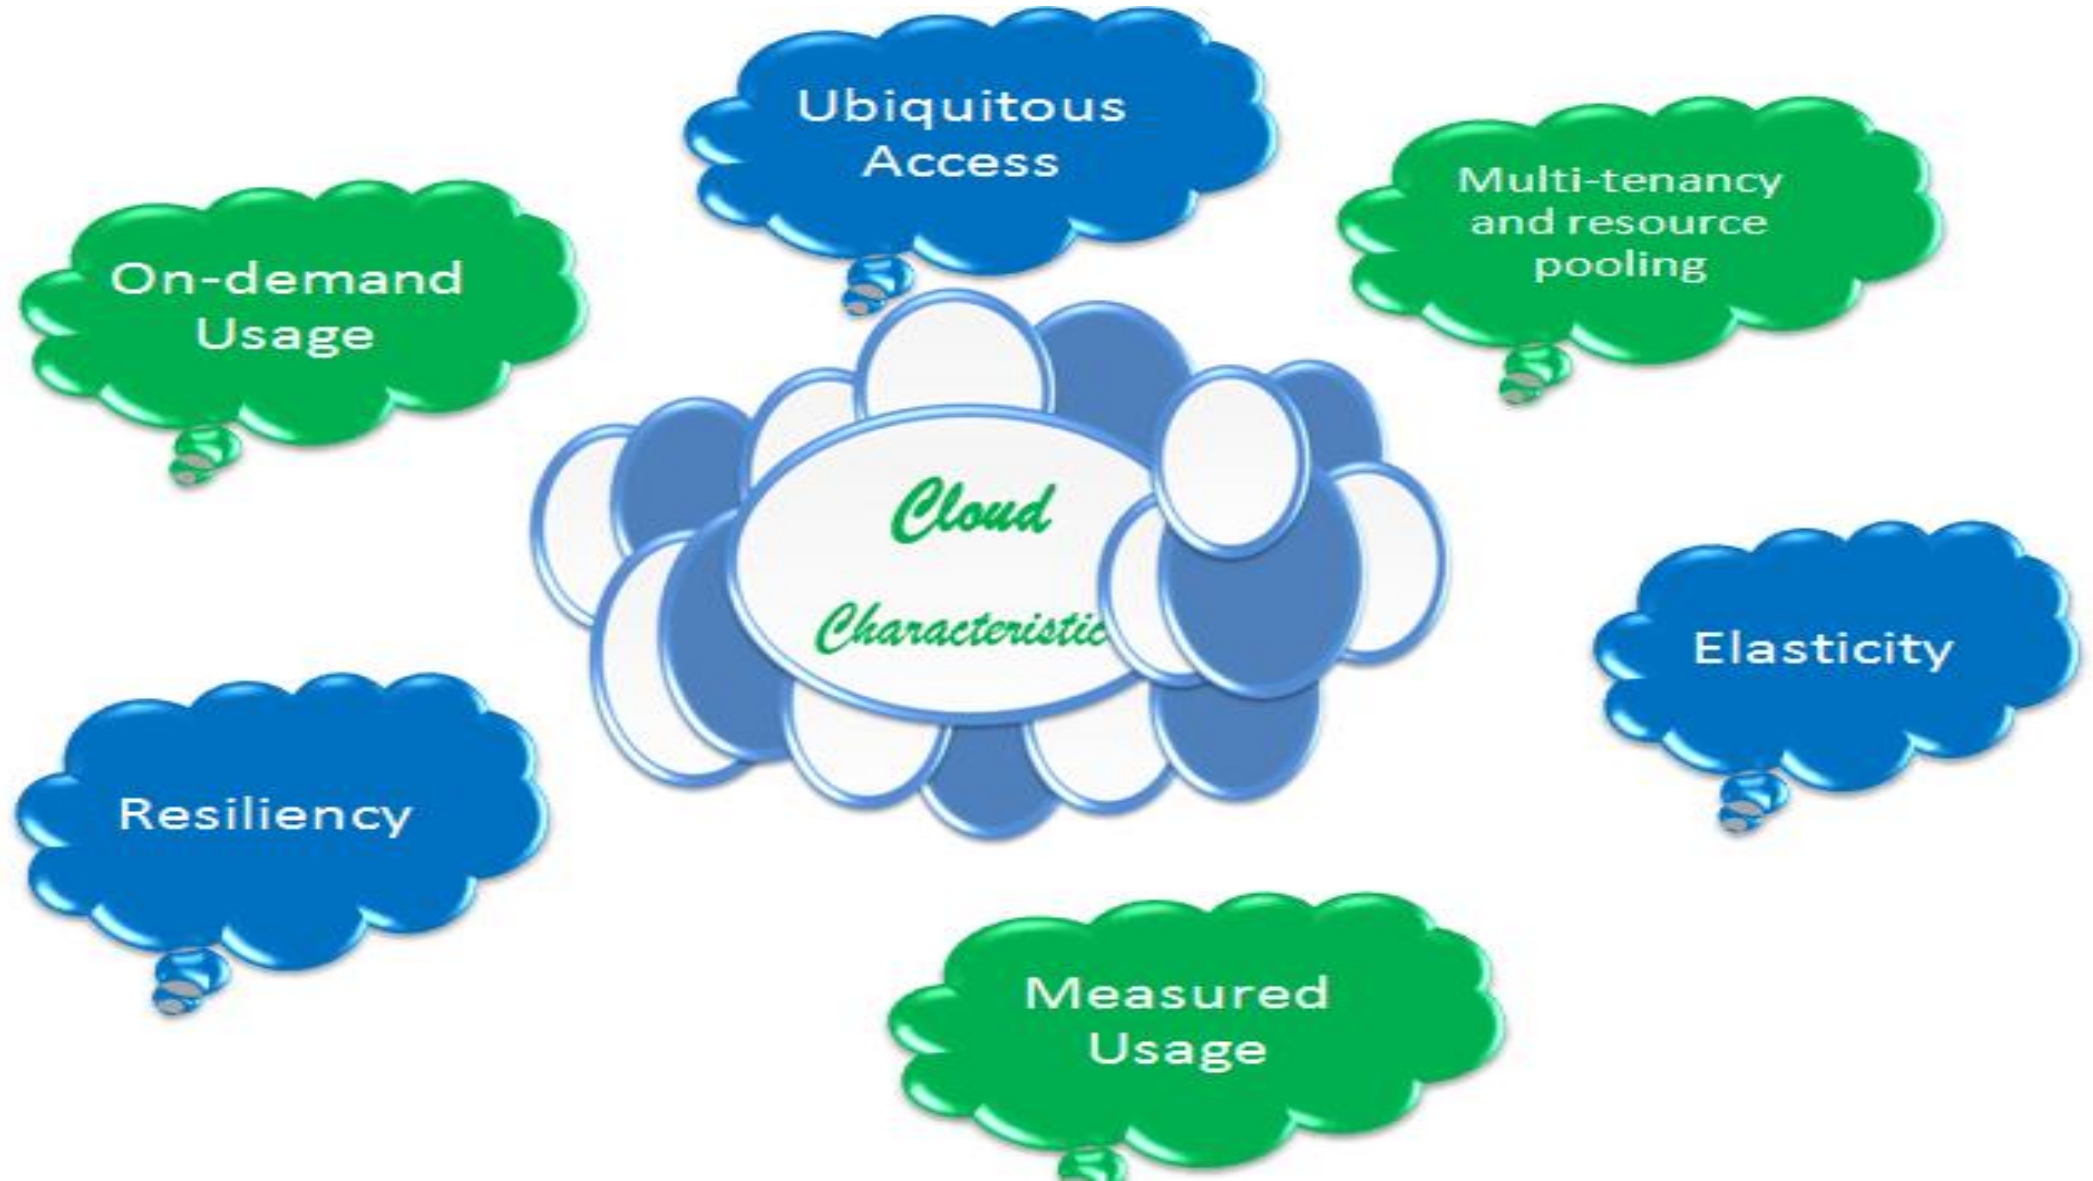 Ubiquitous
Access
Multi-tenancy
and resource
pooling
On-demand
Usage
Cloud
Characteristic
Elasticity
Resiliency
Measured
Usage